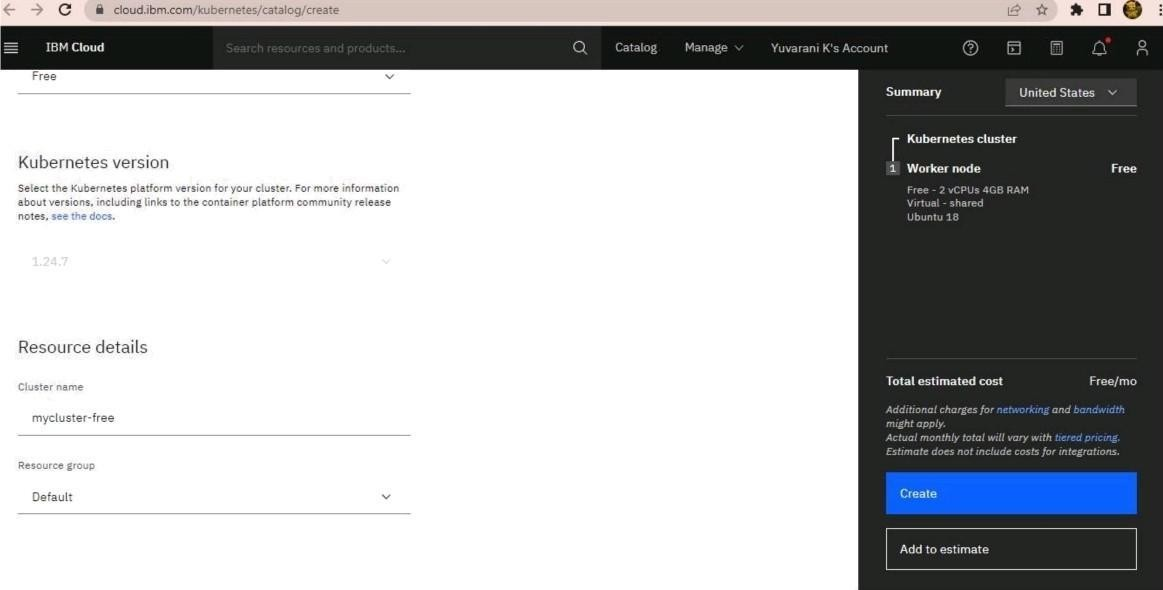 cloud.ibm.com/kubernetes/catalog/create
IBM Cloud
Search resources and products...
Catalog
Manage
Yuvarani K's Account
Free
Kubernetes version
Select the Kubernetes platform version for your cluster. For more information
about versions, including links to the container platform community release
notes, see the docs.
1.24.7
Resource details
Cluster name
mycluster-free
Resource group
Default
Summary
United States
Kubernetes cluster
1 Worker node Free
Free - 2 vCPUs 4GB RAM
Virtual - shared
Ubuntu 18
Total estimated cost Free/mo
Additional charges for networking and bandwidth
might apply.
Actual monthly total will vary with tiered pricing.
Estimate does not include costs for integrations.
Create
Add to estimate